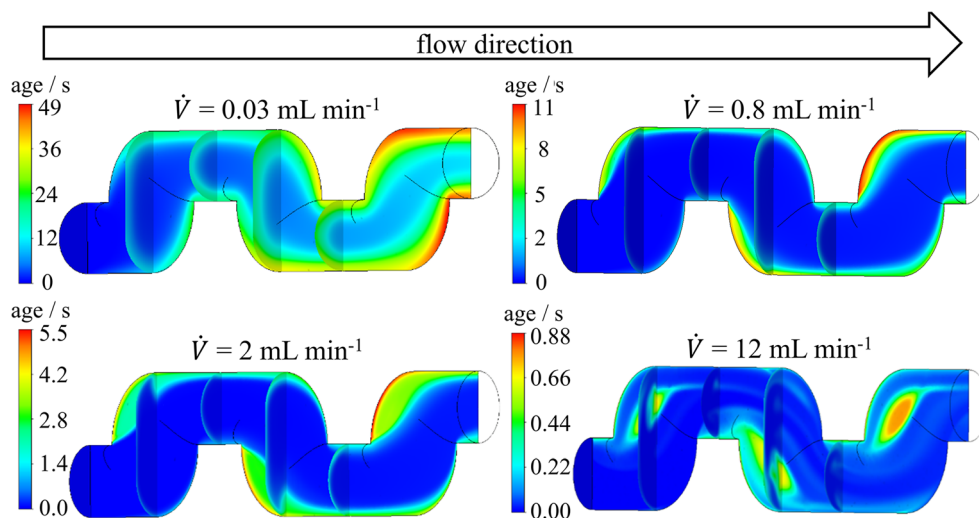 flow direction
age / s
V̇ = 0.03 mL min⁻¹
49
36
24
12
0
age / s
V̇ = 0.8 mL min⁻¹
11
8
5
2
0
age / s
V̇ = 2 mL min⁻¹
5.5
4.2
2.8
1.4
0.0
age / s
V̇ = 12 mL min⁻¹
0.88
0.66
0.44
0.22
0.00